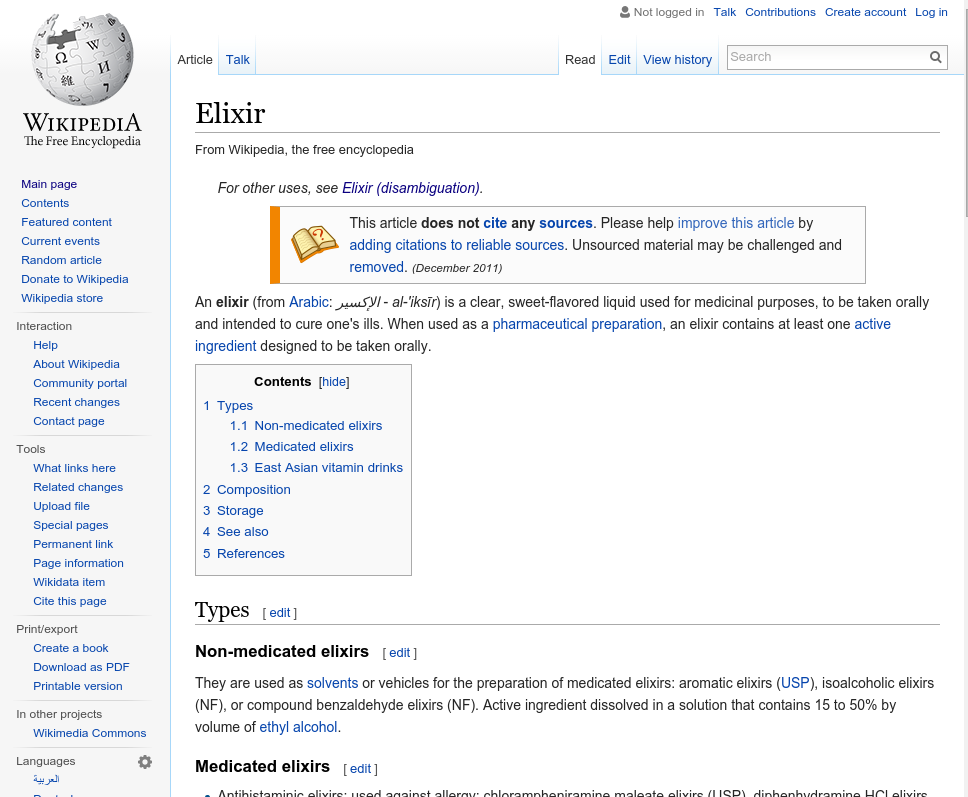 Not logged in Talk Contributions Create account Log in
Article Talk Read Edit View history Search
WIKIPEDIA
The Free Encyclopedia
Main page
Contents
Featured content
Current events
Random article
Donate to Wikipedia
Wikipedia store
Interaction
Help
About Wikipedia
Community portal
Recent changes
Contact page
Tools
What links here
Related changes
Upload file
Special pages
Permanent link
Page information
Wikidata item
Cite this page
Print/export
Create a book
Download as PDF
Printable version
In other projects
Wikimedia Commons
Languages
العربية
Elixir
From Wikipedia, the free encyclopedia
For other uses, see Elixir (disambiguation).
This article does not cite any sources. Please help improve this article by
adding citations to reliable sources. Unsourced material may be challenged and
removed. (December 2011)
An elixir (from Arabic: الإكسير - al-'iksīr) is a clear, sweet-flavored liquid used for medicinal purposes, to be taken orally
and intended to cure one's ills. When used as a pharmaceutical preparation, an elixir contains at least one active
ingredient designed to be taken orally.
Contents [hide]
1 Types
1.1 Non-medicated elixirs
1.2 Medicated elixirs
1.3 East Asian vitamin drinks
2 Composition
3 Storage
4 See also
5 References
Types [ edit ]
Non-medicated elixirs [ edit ]
They are used as solvents or vehicles for the preparation of medicated elixirs: aromatic elixirs (USP), isoalcoholic elixirs
(NF), or compound benzaldehyde elixirs (NF). Active ingredient dissolved in a solution that contains 15 to 50% by
volume of ethyl alcohol.
Medicated elixirs [ edit ]
Antihistaminic elixirs: used against allergy: chlorampheniramine maleate elixirs (USP), diphenhydramine HCl elixirs